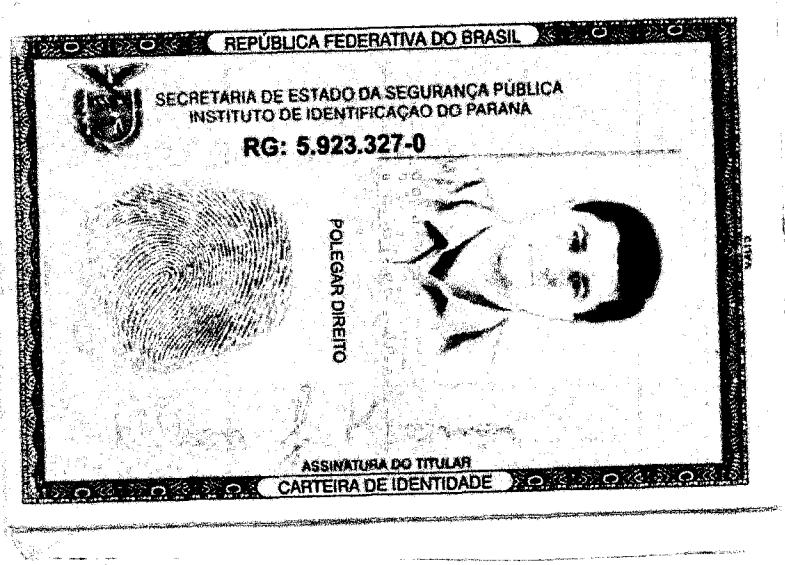 REPÚBLICA FEDERATIVA DO BRASIL
SECRETARIA DE ESTADO DA SEGURANÇA PÚBLICA
INSTITUTO DE IDENTIFICAÇÃO DO PARANÁ
RG: 5.923.327-0
POLEGAR DIREITO
ASSINATURA DO TITULAR
CARTEIRA DE IDENTIDADE